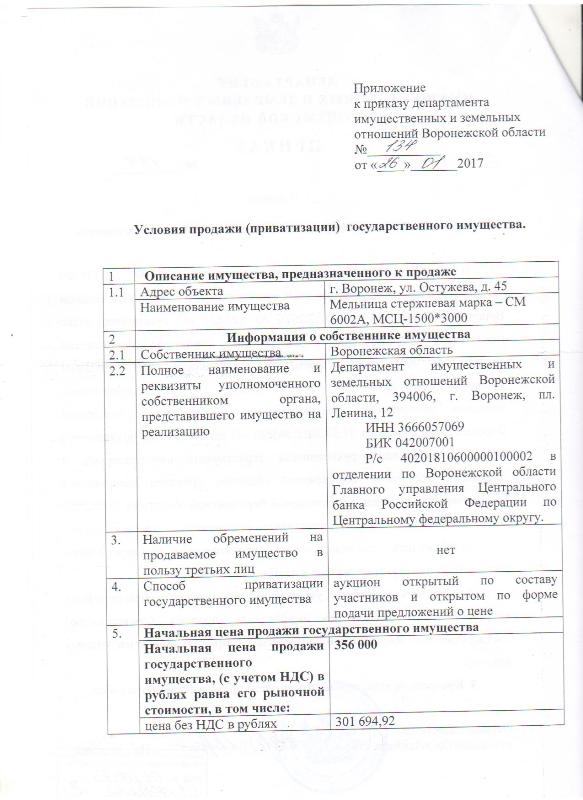 Приложение
к приказу департамента
имущественных и земельных
отношений Воронежской области
№ 134
от «26» 01 2017
Условия продажи (приватизации) государственного имущества.
1 Описание имущества, предназначенного к продаже
1.1 Адрес объекта г. Воронеж, ул. Остужева, д. 45
Наименование имущества Мельница стержневая марка – СМ
6002А, МСЦ-1500*3000
2 Информация о собственнике имущества
2.1 Собственник имущества Воронежская область
2.2 Полное наименование и Департамент имущественных и
реквизиты уполномоченного земельных отношений Воронежской
собственником органа, области, 394006, г. Воронеж, пл.
представившего имущество на Ленина, 12
реализацию ИНН 3666057069
БИК 042007001
Р/с 40201810600000100002 в
отделении по Воронежской области
Главного управления Центрального
банка Российской Федерации по
Центральному федеральному округу.
3. Наличие обременений на
продаваемое имущество в нет
пользу третьих лиц
4. Способ приватизации аукцион открытый по составу
государственного имущества участников и открытом по форме
подачи предложений о цене
5. Начальная цена продажи государственного имущества
Начальная цена продажи 356 000
государственного
имущества, (с учетом НДС) в
рублях равна его рыночной
стоимости, в том числе:
цена без НДС в рублях 301 694,92